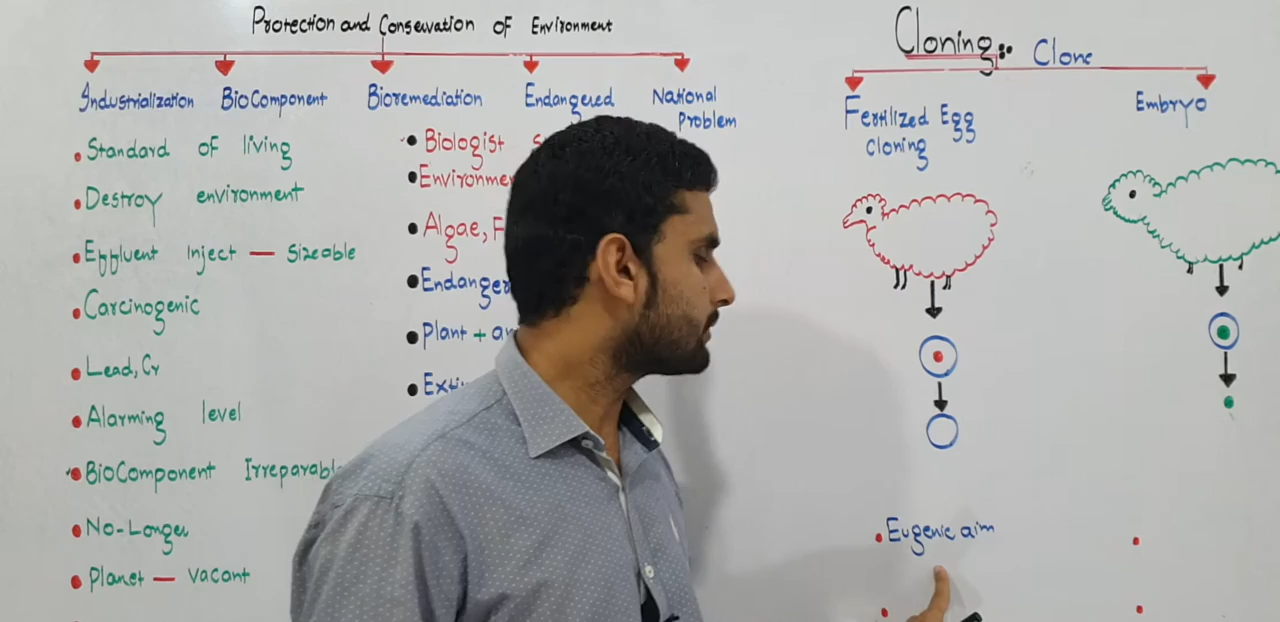 Protection and Conservation of Environment
Industrialization
BioComponent
Bioremediation
Endangered
National
Problem
Standard of living
Destroy environment
Effluent Inject — Sizeable
Carcinogenic
Lead, Cr
Alarming level
BioComponent
No-Longer
Planet — vacant
Biologist
Algae,
Plant +
Cloning:
Clone
Fertilized Egg
cloning
Embryo
Eugenic aim